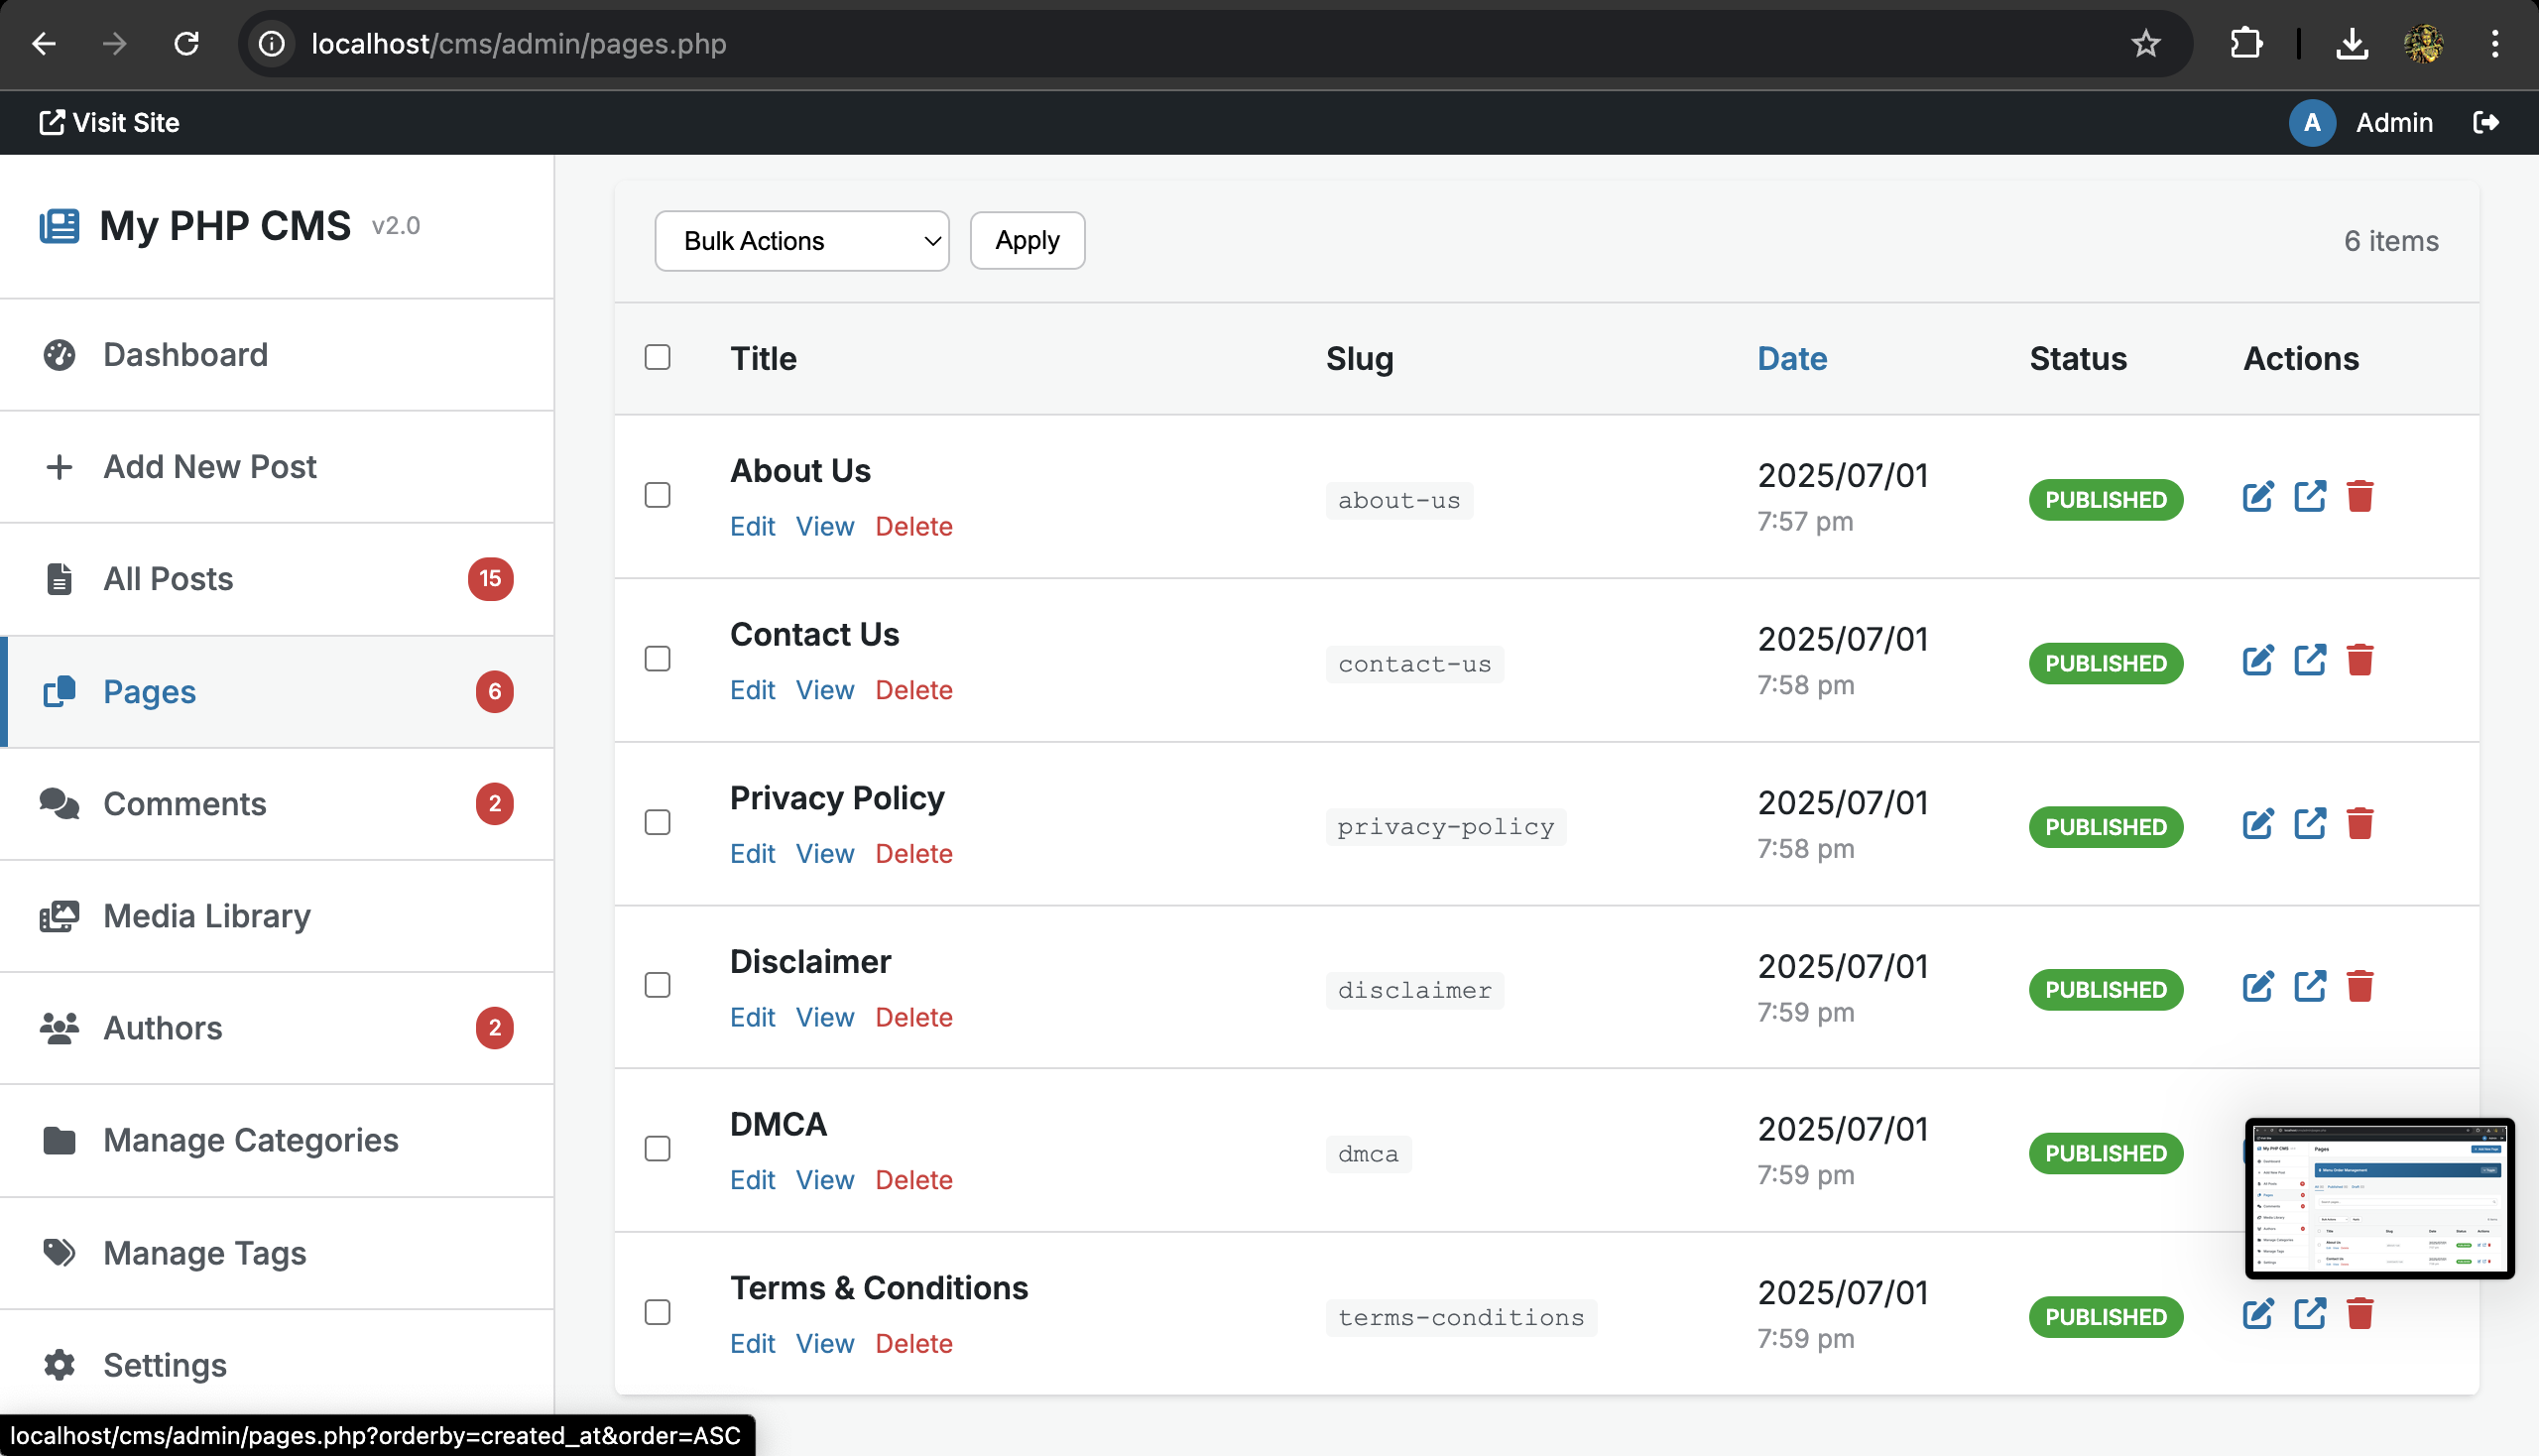 localhost/cms/admin/pages.php
Visit Site
A Admin
My PHP CMS v2.0
Dashboard
Add New Post
All Posts 15
Pages 6
Comments 2
Media Library
Authors 2
Manage Categories
Manage Tags
Settings
Bulk Actions Apply 6 items
Title Slug Date Status Actions
About Us
Edit View Delete
about-us
2025/07/01
7:57 pm
PUBLISHED
Contact Us
Edit View Delete
contact-us
2025/07/01
7:58 pm
PUBLISHED
Privacy Policy
Edit View Delete
privacy-policy
2025/07/01
7:58 pm
PUBLISHED
Disclaimer
Edit View Delete
disclaimer
2025/07/01
7:59 pm
PUBLISHED
DMCA
Edit View Delete
dmca
2025/07/01
7:59 pm
PUBLISHED
Terms & Conditions
Edit View Delete
terms-conditions
2025/07/01
7:59 pm
PUBLISHED
Pages
Menu Order Management
localhost/cms/admin/pages.php?orderby=created_at&order=ASC